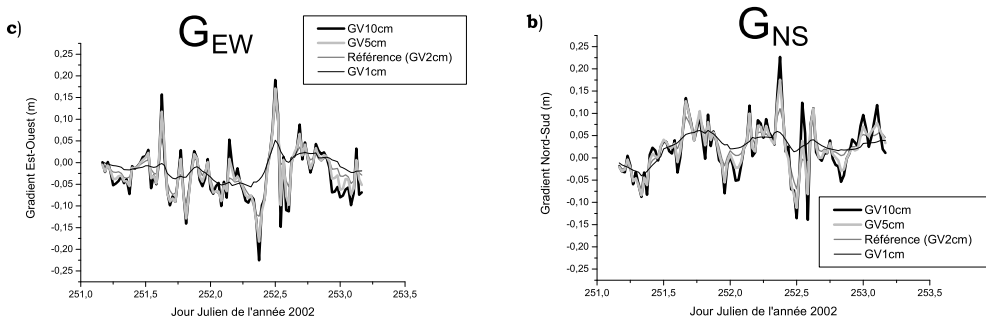 c)
G EW
GV10cm
GV5cm
Référence (GV2cm)
GV1cm
Gradient Est-Ouest (m)
0,25
0,20
0,15
0,10
0,05
0,00
-0,05
-0,10
-0,15
-0,20
-0,25
251,0
251,5
252,0
252,5
253,0
253,5
Jour Julien de l'année 2002
b)
G NS
Gradient Nord-Sud (m)
0,25
0,20
0,15
0,10
0,05
0,00
-0,05
-0,10
-0,15
-0,20
-0,25
GV10cm
GV5cm
Référence (GV2cm)
GV1cm
251,0
251,5
252,0
252,5
253,0
253,5
Jour Julien de l'année 2002